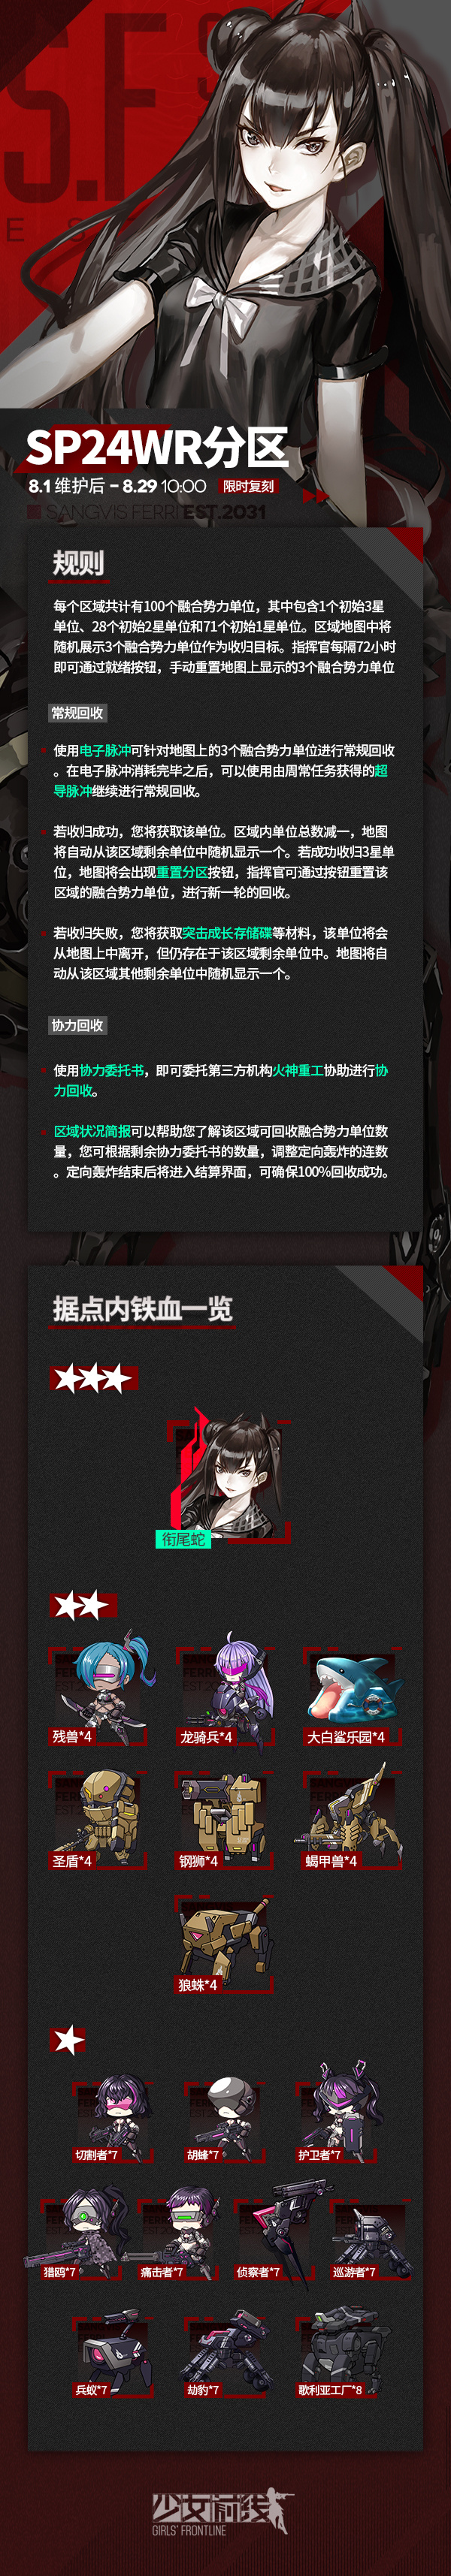 S.F
SP24WR分区
8.1 维护后 - 8.29 10:00 限时复刻
SANGVIS FERRI EST.2031
规则
每个区域共计有100个融合势力单位，其中包含1个初始3星
单位、28个初始2星单位和71个初始1星单位。区域地图中将
随机展示3个融合势力单位作为收归目标。指挥官每隔72小时
即可通过就绪按钮，手动重置地图上显示的3个融合势力单位
常规回收
使用电子脉冲可针对地图上的3个融合势力单位进行常规回收
。在电子脉冲消耗完毕之后，可以使用由周常任务获得的超
导脉冲继续进行常规回收。
若收归成功，您将获取该单位。区域内单位总数减一，地图
将自动从该区域剩余单位中随机显示一个。若成功收归3星单
位，地图将会出现重置分区按钮，指挥官可通过按钮重置该
区域的融合势力单位，进行新一轮的回收。
若收归失败，您将获取突击成长存储碟等材料，该单位将会
从地图上中离开，但仍存在于该区域剩余单位中。地图将自
动从该区域其他剩余单位中随机显示一个。
协力回收
使用协力委托书，即可委托第三方机构火神重工协助进行协
力回收。
区域状况简报可以帮助您了解该区域可回收融合势力单位数
量，您可根据剩余协力委托书的数量，调整定向轰炸的连数
。定向轰炸结束后将进入结算界面，可确保100%回收成功。
据点内铁血一览
衔尾蛇
残兽*4
龙骑兵*4
大白鲨乐园*4
圣盾*4
钢狮*4
蝎甲兽*4
狼蛛*4
切割者*7
胡蜂*7
护卫者*7
猎鸥*7
痛击者*7
侦察者*7
巡游者*7
兵蚁*7
劫豹*7
歌利亚工厂*8
少女前线
GIRLS' FRONTLINE